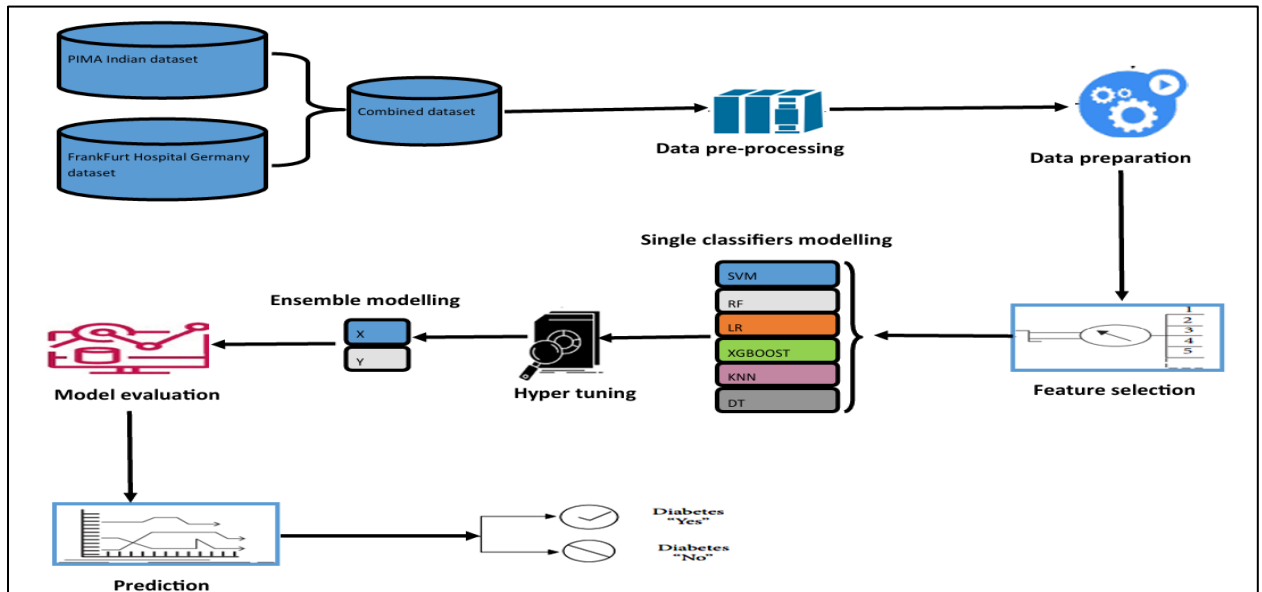 PIMA Indian dataset
FrankFurt Hospital Germany
dataset
Combined dataset
Data pre-processing
Data preparation
Single classifiers modelling
SVM
RF
LR
XGBOOST
KNN
DT
Ensemble modelling
X
Y
Hyper tuning
1
2
3
4
5
Feature selection
Model evaluation
Diabetes
“Yes”
Diabetes
“No”
Prediction